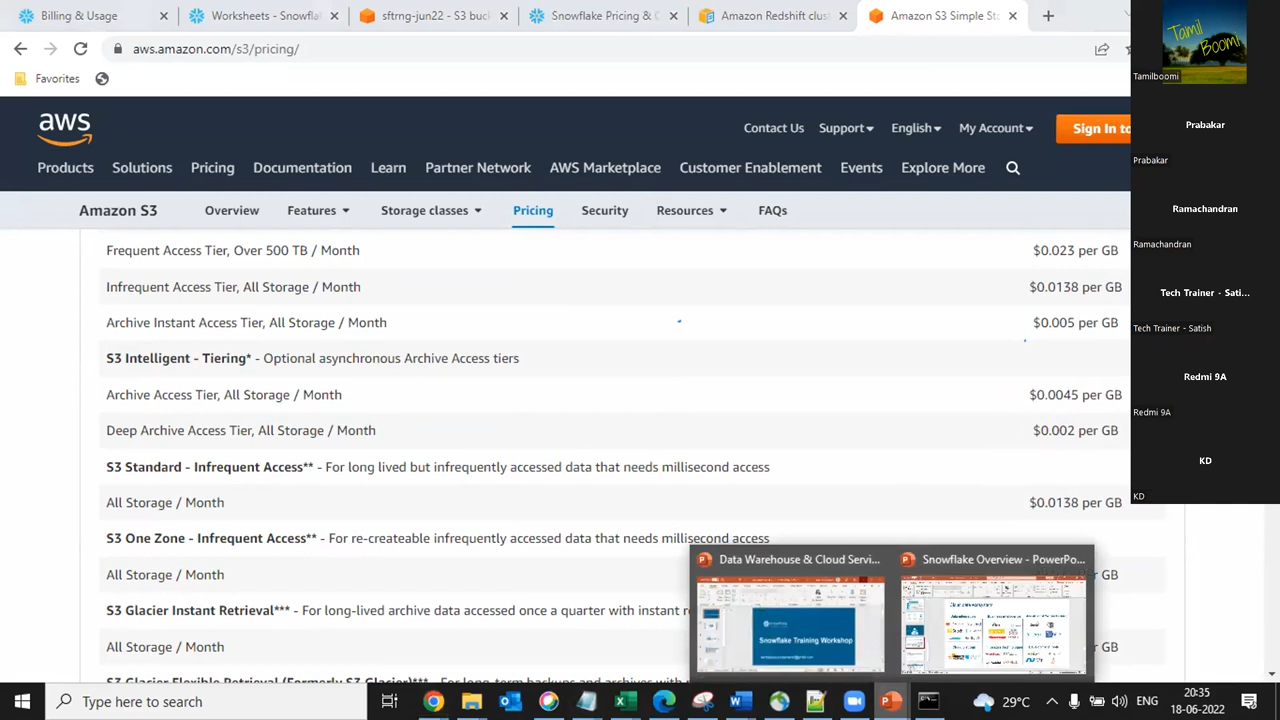 Billing & Usage
Worksheets - Snowflak
sftrng-jun22 - S3 buc
Snowflake Pricing & C
Amazon Redshift clust
Amazon S3 Simple Sto
aws.amazon.com/s3/pricing/
Favorites
aws
Contact Us
Support
English
My Account
Sign In to
Products
Solutions
Pricing
Documentation
Learn
Partner Network
AWS Marketplace
Customer Enablement
Events
Explore More
Amazon S3
Overview
Features
Storage classes
Pricing
Security
Resources
FAQs
Frequent Access Tier, Over 500 TB / Month $0.023 per GB
Infrequent Access Tier, All Storage / Month $0.0138 per GB
Archive Instant Access Tier, All Storage / Month $0.005 per GB
S3 Intelligent - Tiering* - Optional asynchronous Archive Access tiers
Archive Access Tier, All Storage / Month $0.0045 per GB
Deep Archive Access Tier, All Storage / Month $0.002 per GB
S3 Standard - Infrequent Access** - For long lived but infrequently accessed data that needs millisecond access
All Storage / Month $0.0138 per GB
S3 One Zone - Infrequent Access** - For re-createable infrequently accessed data that needs millisecond access
All Storage / Month GB
S3 Glacier Instant Retrieval*** - For long-lived archive data accessed once a quarter with instant re
All Storage / Month GB
Tamil
Boomi
Tamilboomi
Prabakar
Prabakar
Ramachandran
Ramachandran
Tech Trainer - Sati...
Tech Trainer - Satish
Redmi 9A
Redmi 9A
KD
KD
Data Warehouse & Cloud Servi...
Snowflake Overview - PowerPo...
Snowflake Training Workshop
Type here to search
29°C
ENG
20:35
18-06-2022